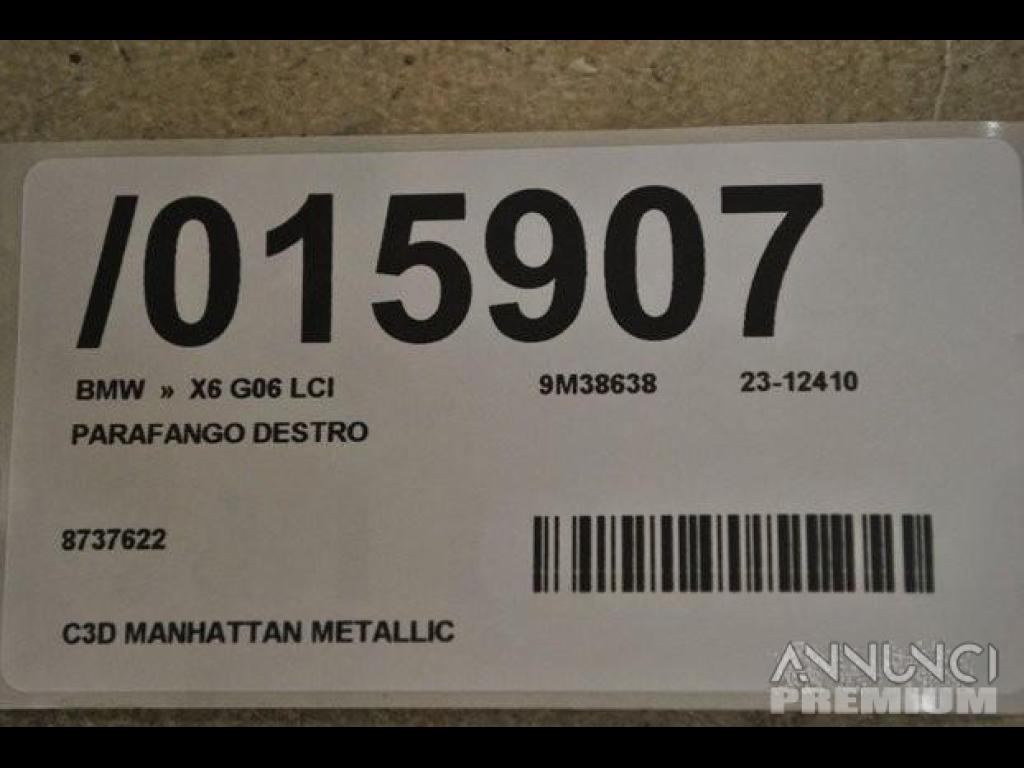 /015907
BMW » X6 G06 LCI 9M38638 23-12410
PARAFANGO DESTRO
8737622
C3D MANHATTAN METALLIC
ANNUNCI
PREMIUM